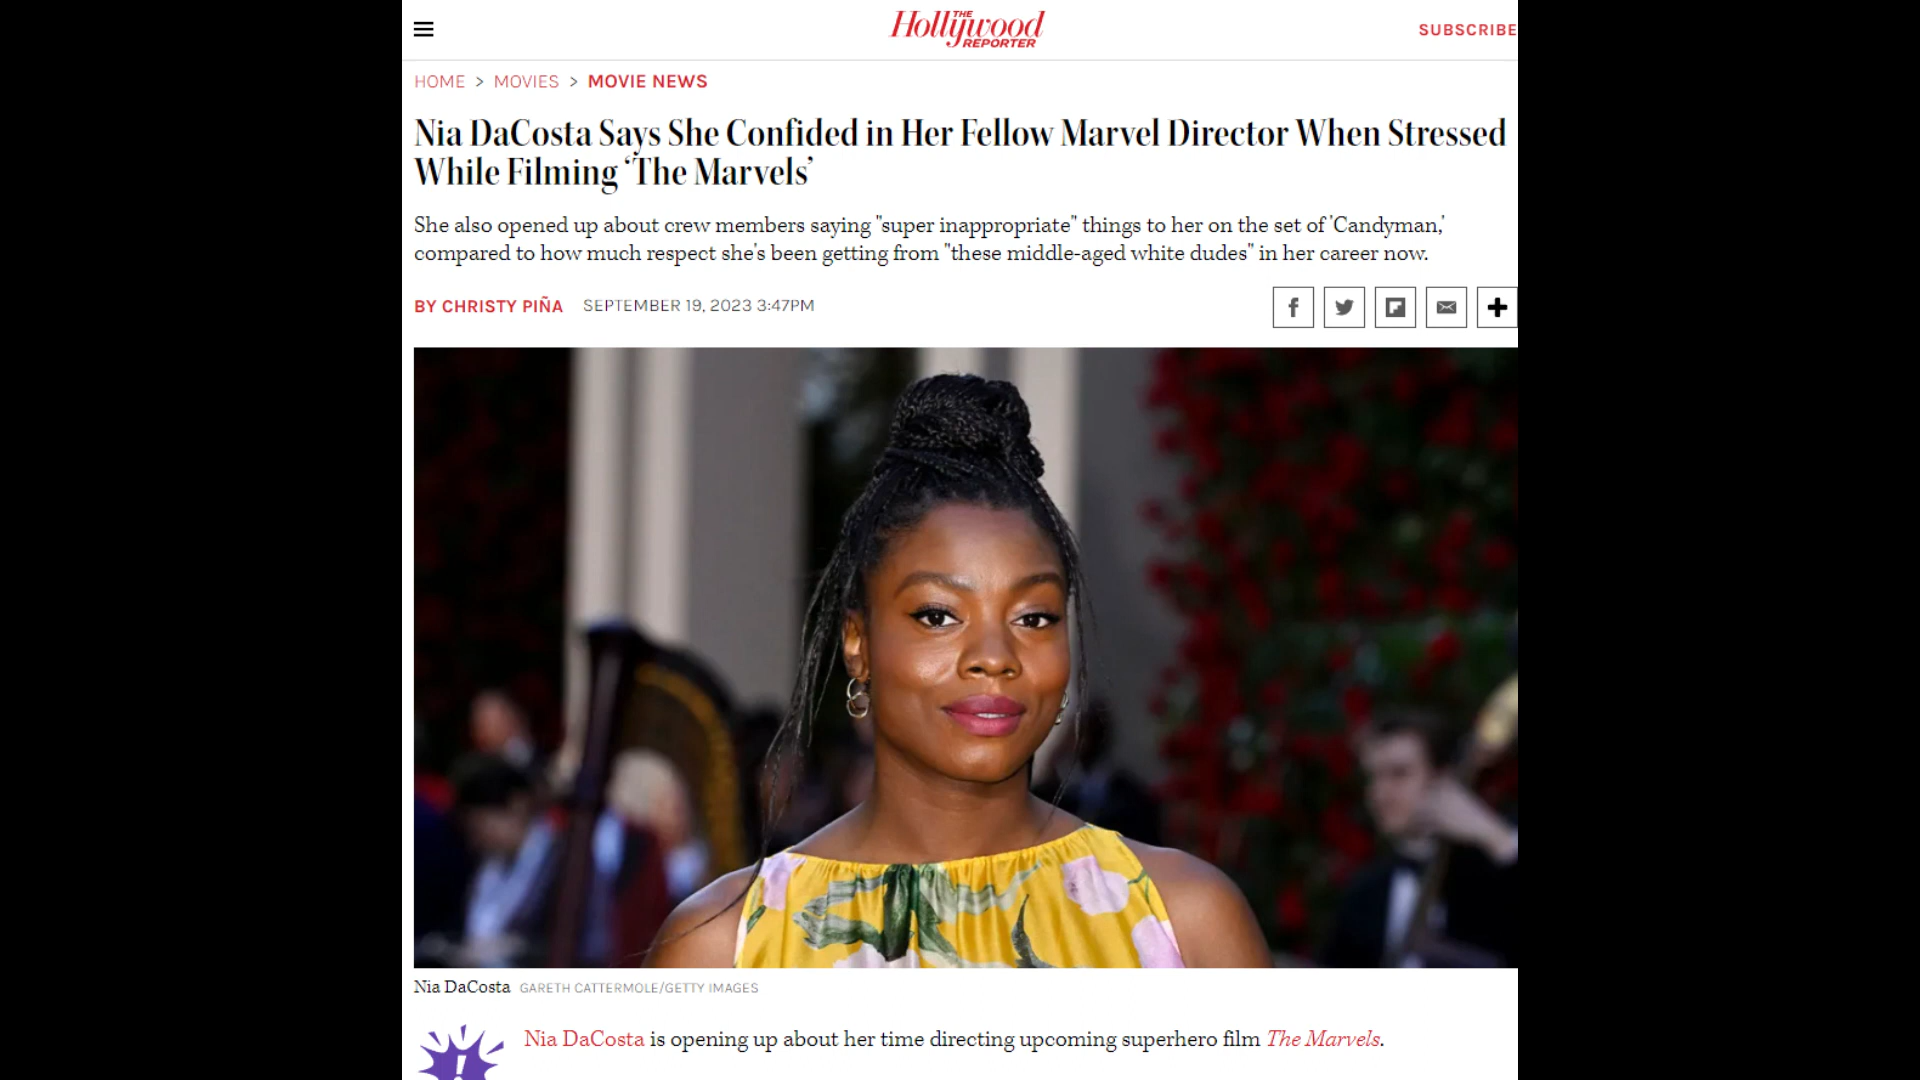 THE
Hollywood
REPORTER
SUBSCRIBE
HOME > MOVIES > MOVIE NEWS
Nia DaCosta Says She Confided in Her Fellow Marvel Director When Stressed
While Filming ‘The Marvels’
She also opened up about crew members saying "super inappropriate" things to her on the set of 'Candyman,'
compared to how much respect she's been getting from "these middle-aged white dudes" in her career now.
BY CHRISTY PIÑA SEPTEMBER 19, 2023 3:47PM
Nia DaCosta GARETH CATTERMOLE/GETTY IMAGES
Nia DaCosta is opening up about her time directing upcoming superhero film The Marvels.